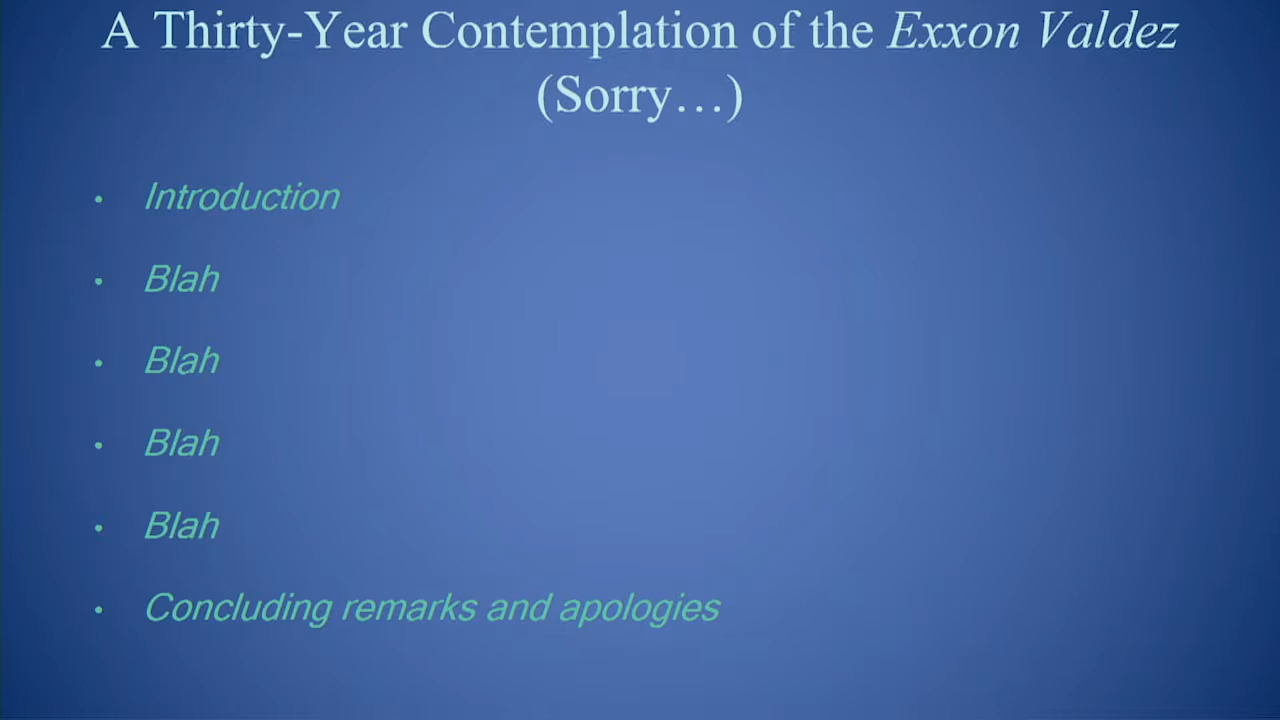 A Thirty-Year Contemplation of the Exxon Valdez
(Sorry…)
• Introduction
• Blah
• Blah
• Blah
• Blah
• Concluding remarks and apologies